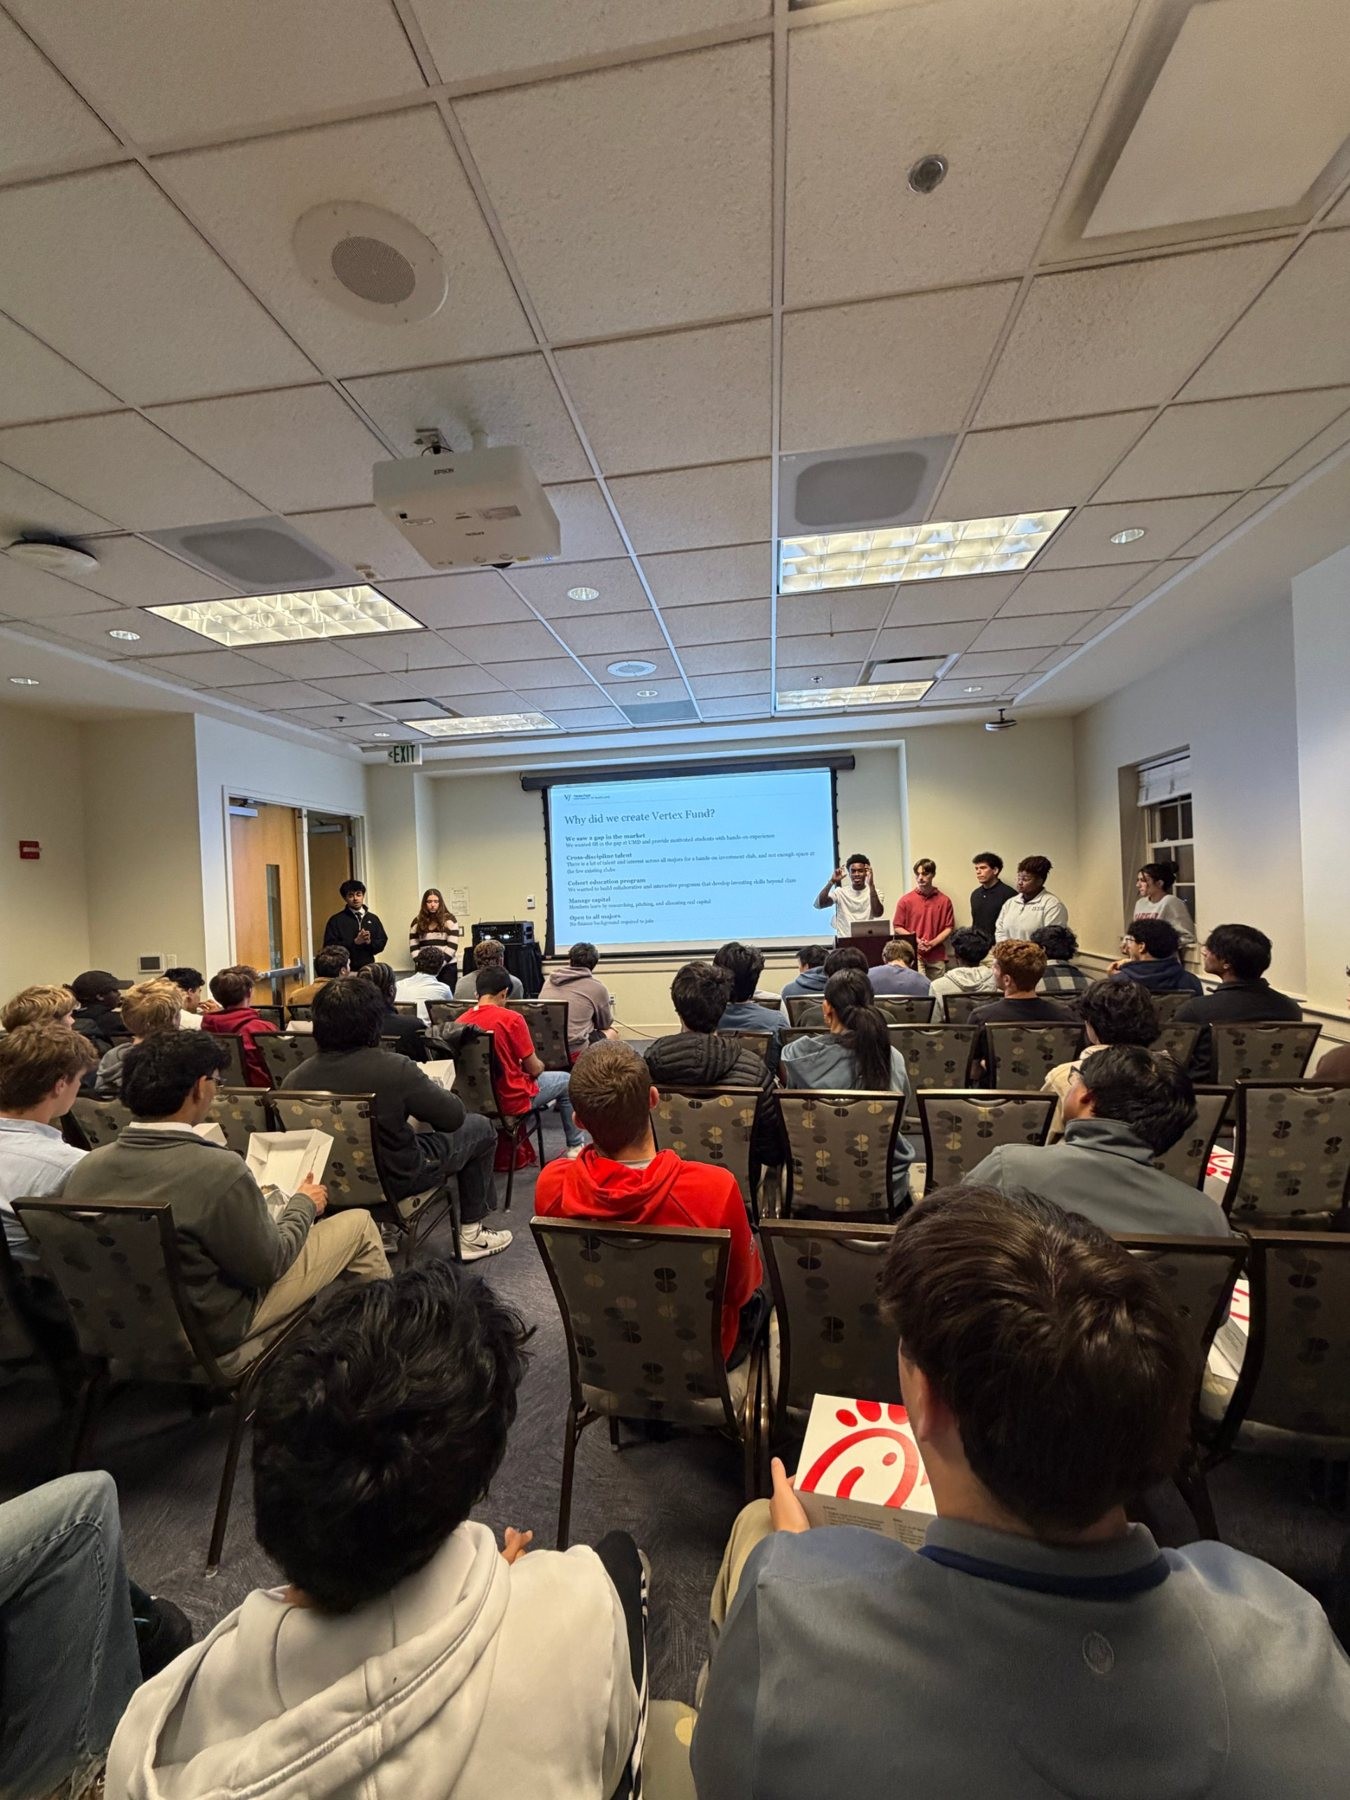 EPSON
EXIT
Vertex Fund
Why did we create Vertex Fund?
We saw a gap in the market
We wanted fill in the gap at UMD and provide motivated students with hands-on experience
Cross-discipline talent
There is a lot of talent and interest across all majors for a hands-on investment club, and not enough space at
the few existing clubs.
Cohort education program
We wanted to build collaborative and interactive programs that develop investing skills beyond class
Manage capital
Members learn by researching, pitching, and allocating real capital
Open to all majors.
No finance background required to join